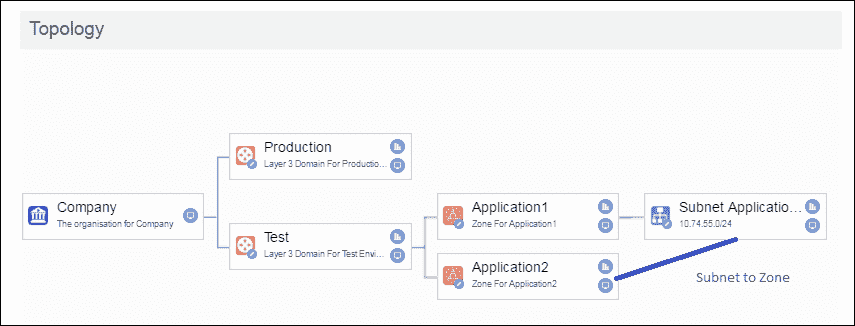 Topology
Production
Layer 3 Domain For Productio...
Company
The organisation for Company
Test
Layer 3 Domain For Test Envi...
Application1
Zone For Application1
Subnet Applicatio...
10.74.55.0/24
Application2
Zone For Application2
Subnet to Zone